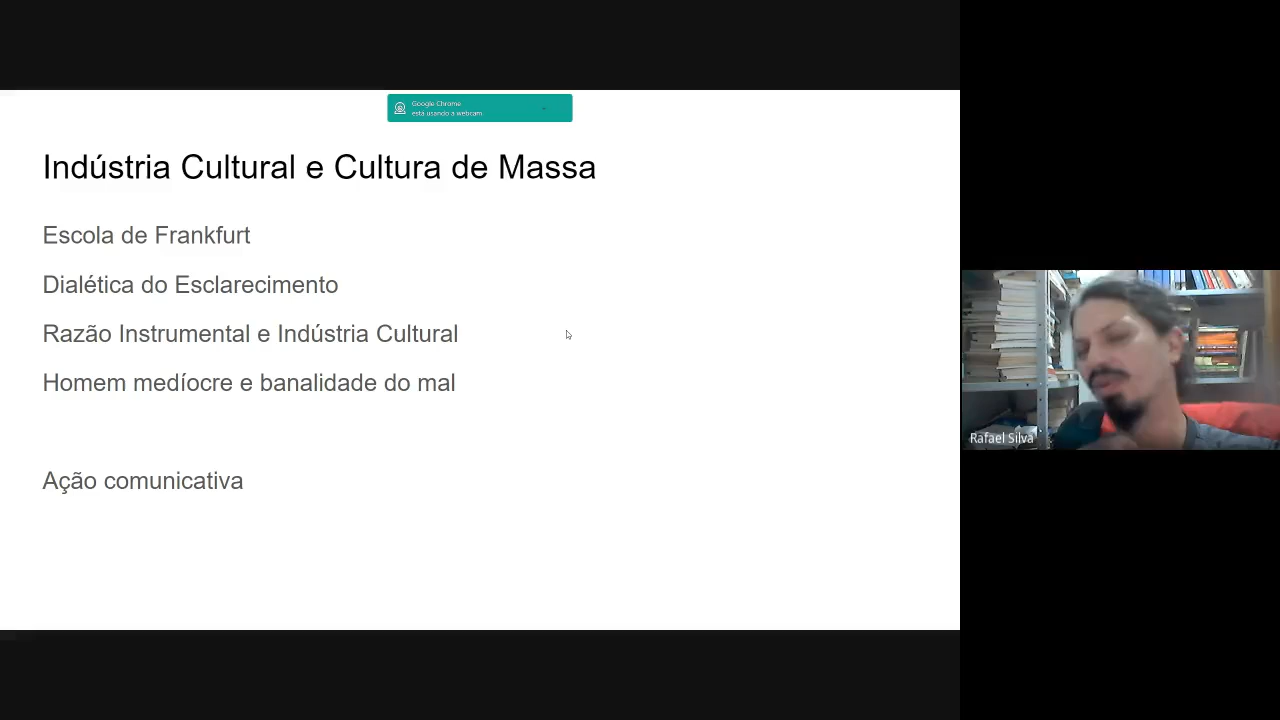 Google Chrome
está usando a webcam
Indústria Cultural e Cultura de Massa
Escola de Frankfurt
Dialética do Esclarecimento
Razão Instrumental e Indústria Cultural
Homem medíocre e banalidade do mal
Ação comunicativa
Rafael Silva